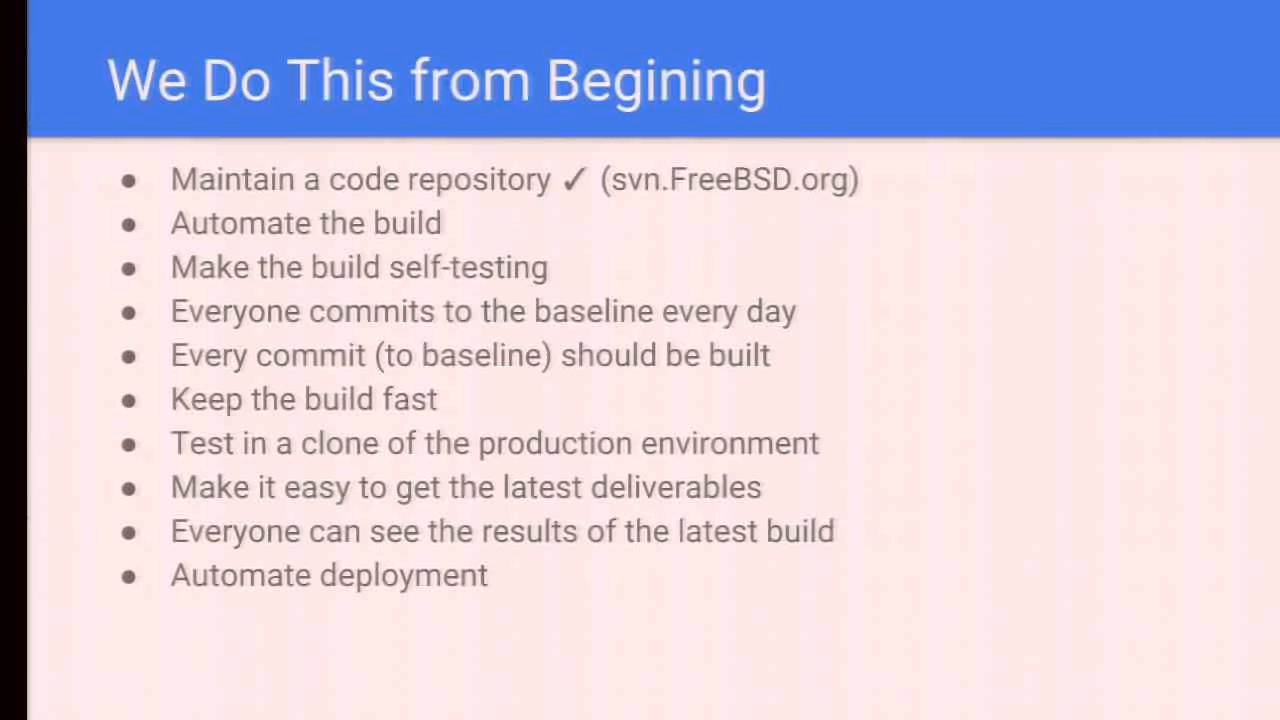 We Do This from Begining
● Maintain a code repository ✓ (svn.FreeBSD.org)
● Automate the build
● Make the build self-testing
● Everyone commits to the baseline every day
● Every commit (to baseline) should be built
● Keep the build fast
● Test in a clone of the production environment
● Make it easy to get the latest deliverables
● Everyone can see the results of the latest build
● Automate deployment